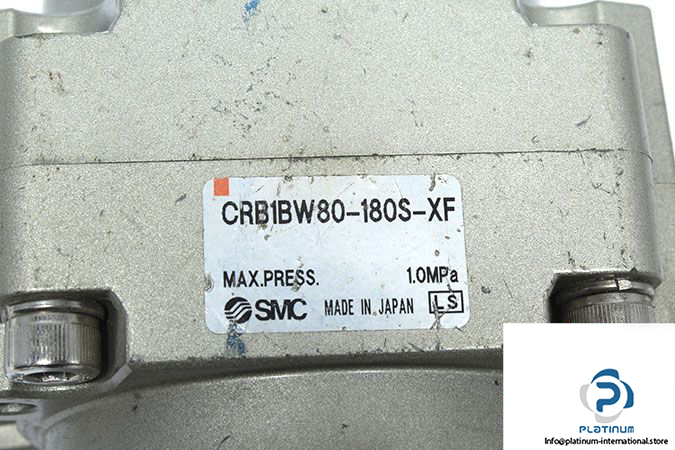 CRB1BW80-180S-XF
MAX.PRESS. 1.0MPa
SMC MADE IN JAPAN LS
PLATINUM
Info@platinum-international.store